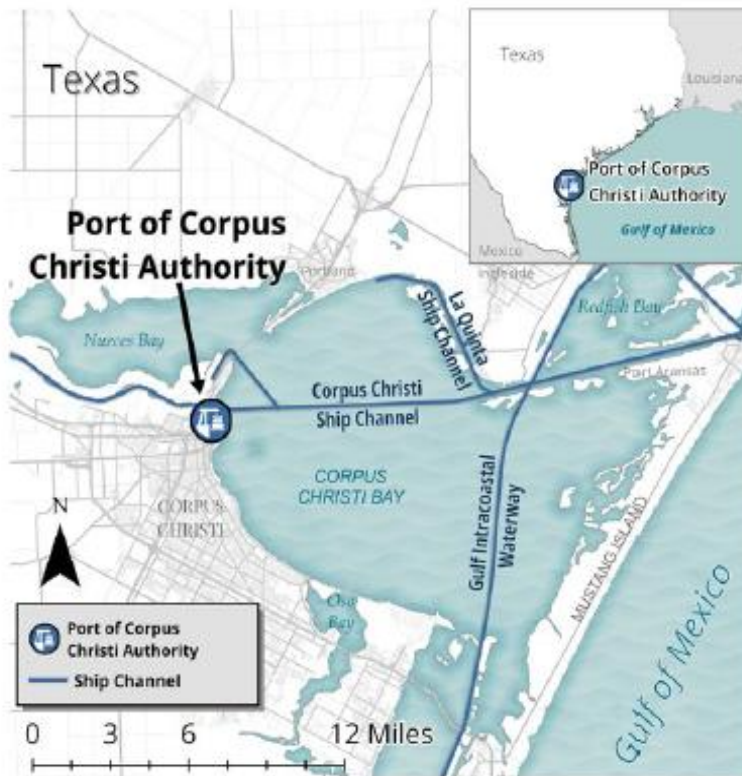 Texas
Texas
Louisiana
Port of Corpus
Christi Authority
Gulf of Mexico
Mexico
Ingleside
Port of Corpus
Christi Authority
Portland
Redfish Bay
Nueces Bay
La Quinta
Ship Channel
Port Aransas
Corpus Christi
Ship Channel
CORPUS
CHRISTI BAY
N
CORPUS
CHRISTI
Gulf Intracoastal
Waterway
MUSTANG ISLAND
Oso
Bay
Gulf of Mexico
Port of Corpus
Christi Authority
Ship Channel
0 3 6 12 Miles